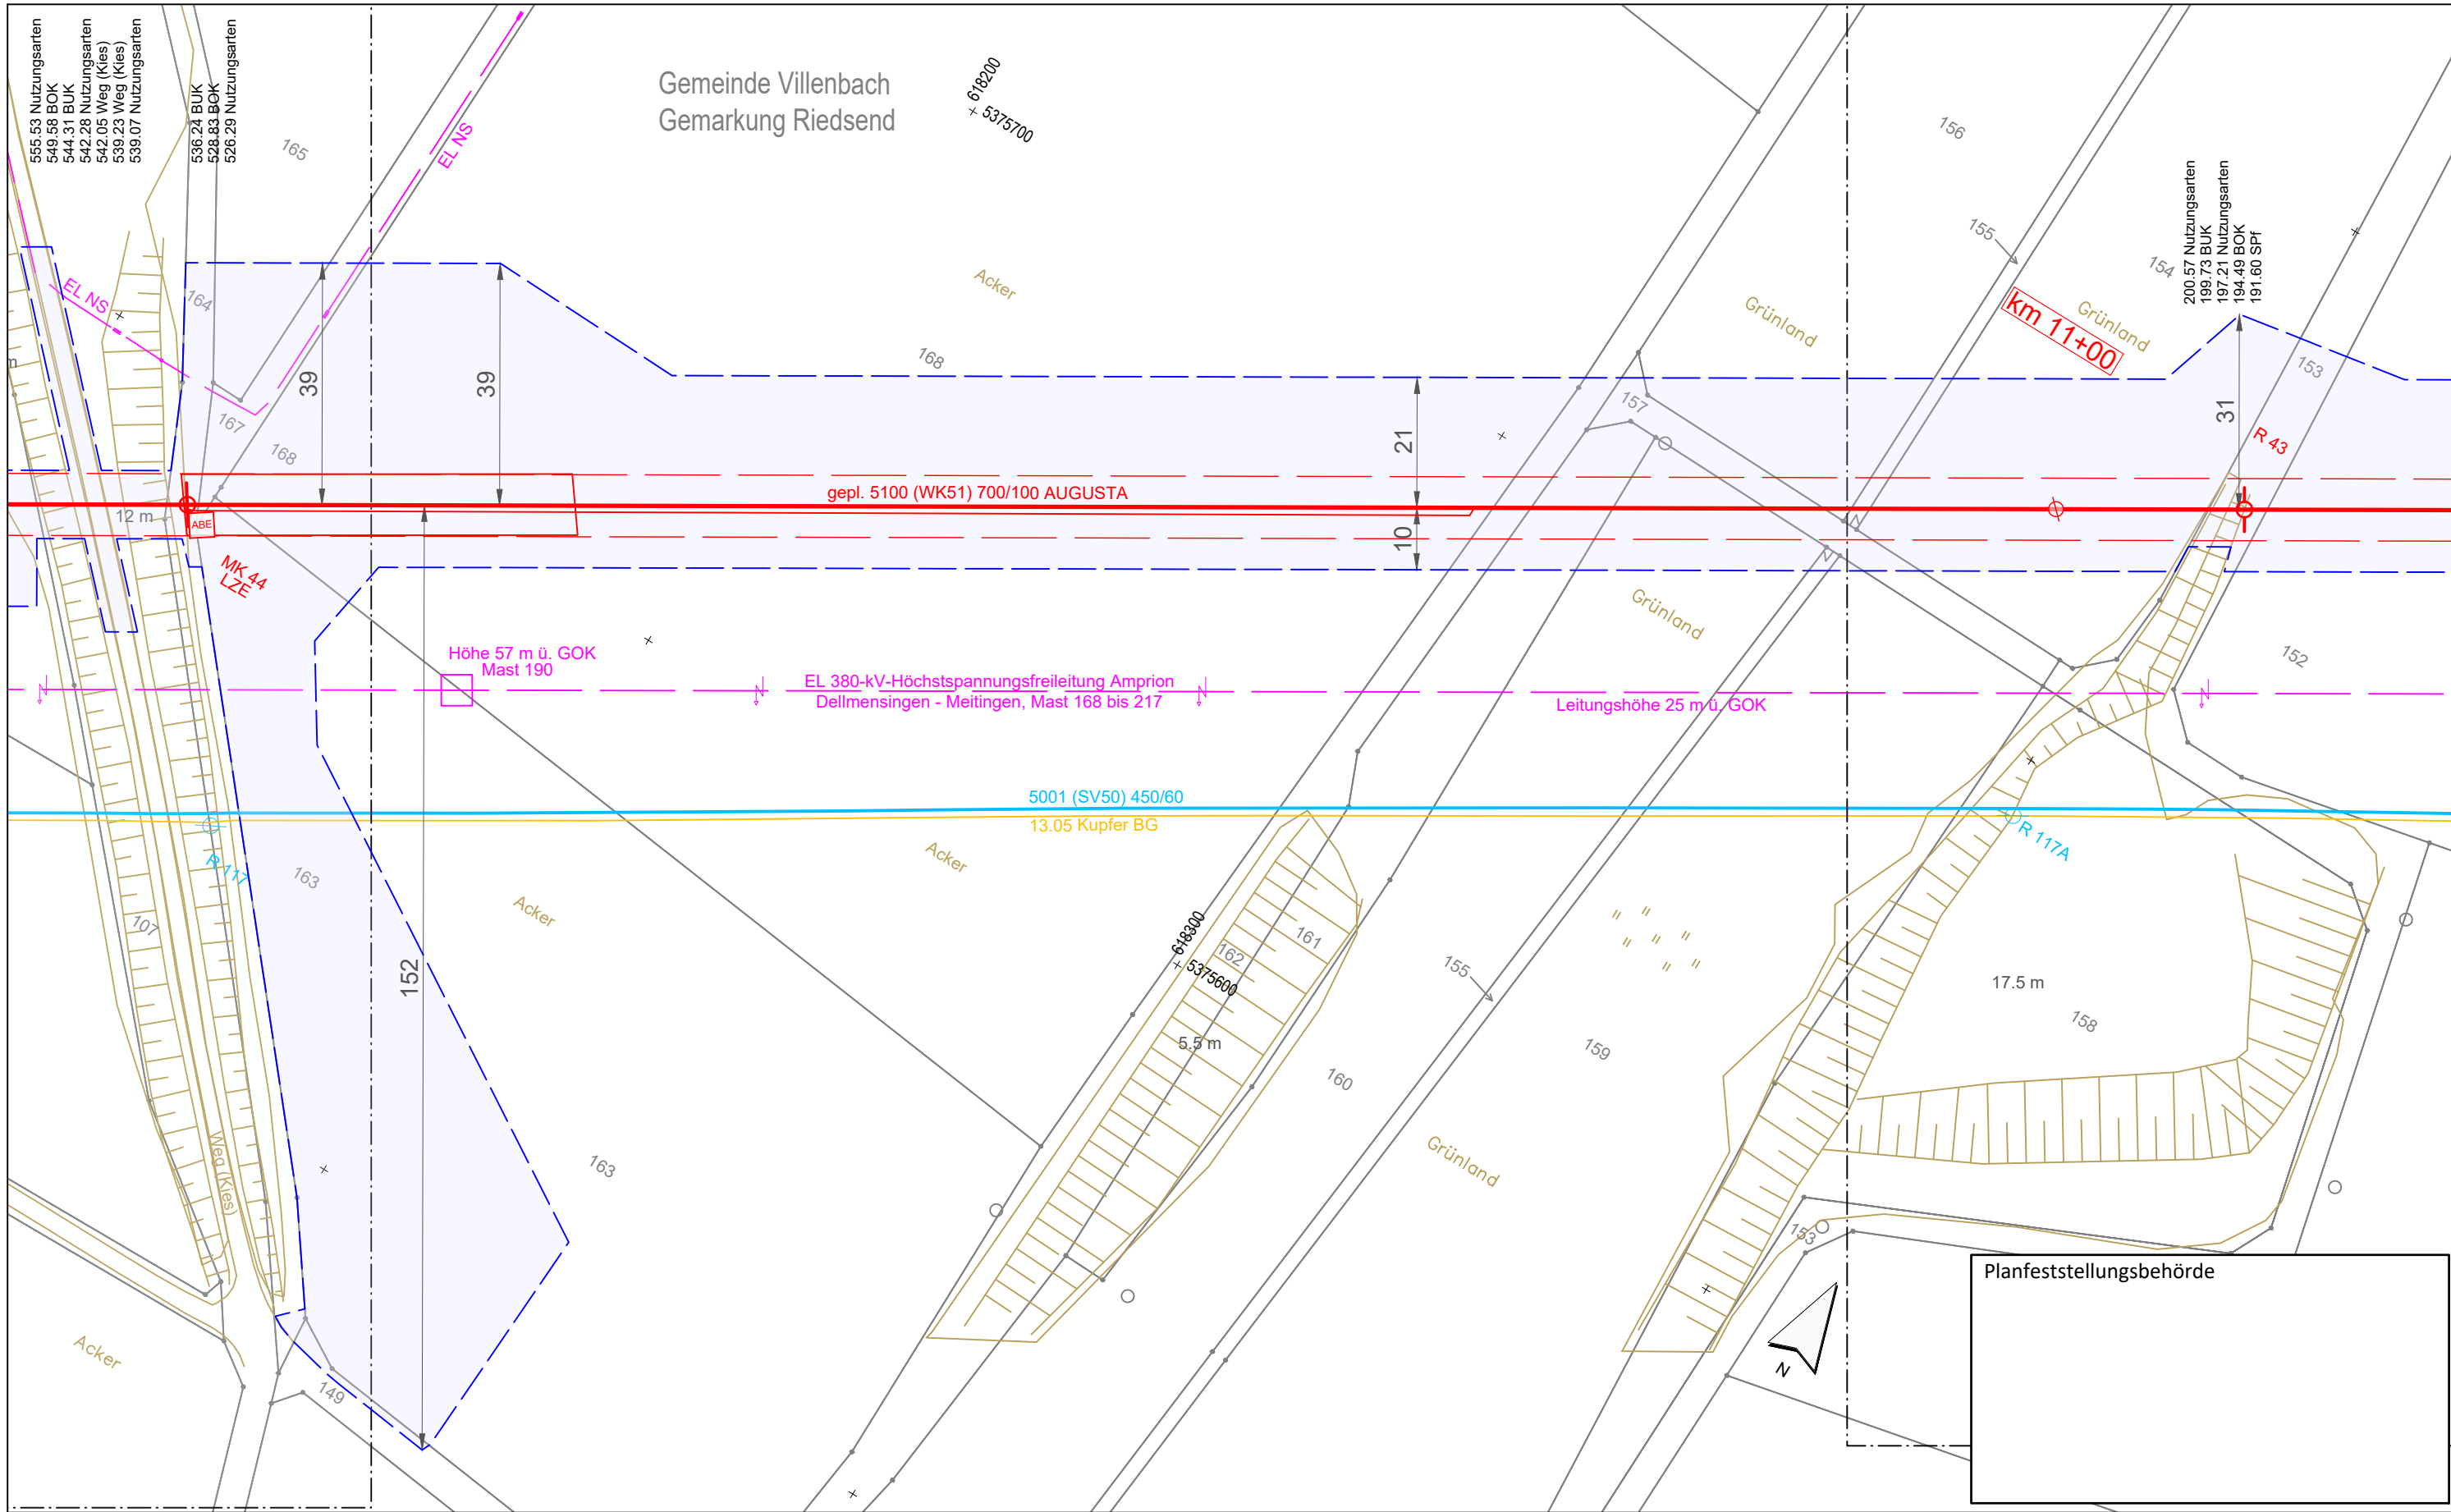 555.53 Nutzungsarten
549.58 BOK
544.31 BUK
542.28 Nutzungsarten
542.05 Weg (Kies)
539.23 Weg (Kies)
539.07 Nutzungsarten
536.24 BUK
528.83 BOK
526.29 Nutzungsarten
Gemeinde Villenbach
Gemarkung Riedsend
618200
5375700
EL NS
165
156
155
154
200.57 Nutzungsarten
199.73 BUK
197.21 Nutzungsarten
194.49 BOK
191.60 SPf
EL NS
164
Acker
Grünland
km 11+00
Grünland
153
m
39
39
168
167
168
157
21
31
R 43
gepl. 5100 (WK51) 700/100 AUGUSTA
12 m
ABE
10
MK 44
LZE
Grünland
Höhe 57 m ü. GOK
Mast 190
152
EL 380-kV-Höchstspannungsfreileitung Amprion
Dellmensingen - Meitingen, Mast 168 bis 217
Leitungshöhe 25 m ü. GOK
5001 (SV50) 450/60
13.05 Kupfer BG
R 117
R 117A
163
Acker
Acker
107
152
618300
5375600
162
161
155
17.5 m
158
5.5 m
159
160
Weg (Kies)
163
Grünland
153
Planfeststellungsbehörde
Acker
149
N